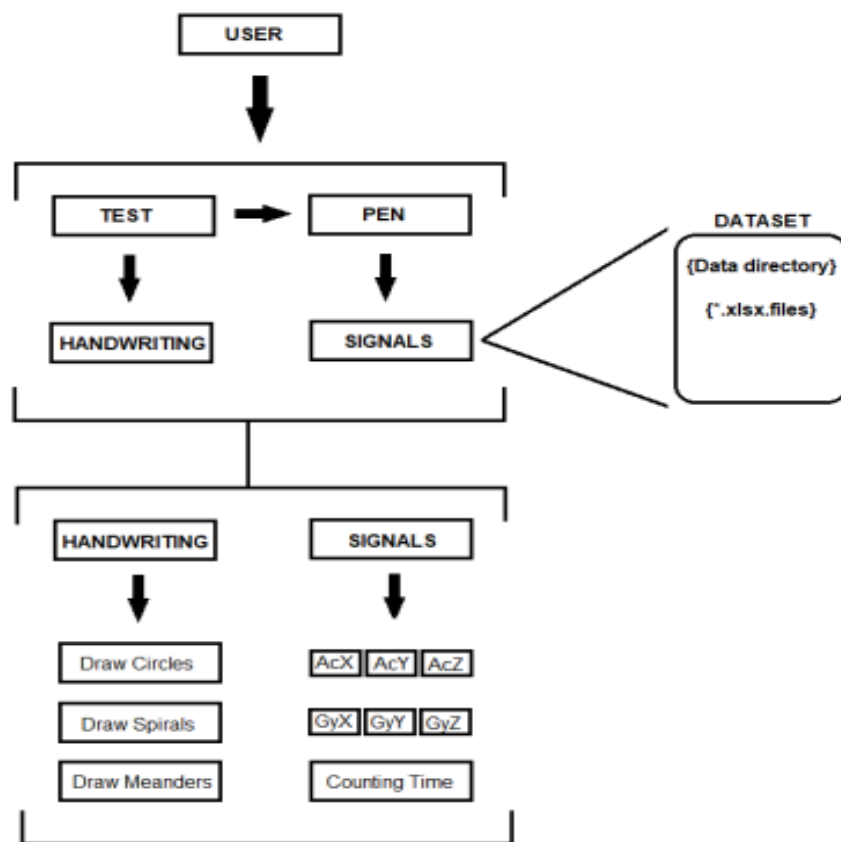 USER
TEST
PEN
DATASET
{Data directory}
{*.xlsx.files}
HANDWRITING
SIGNALS
HANDWRITING
SIGNALS
Draw Circles
AcX AcY AcZ
Draw Spirals
GyX GyY GyZ
Draw Meanders
Counting Time